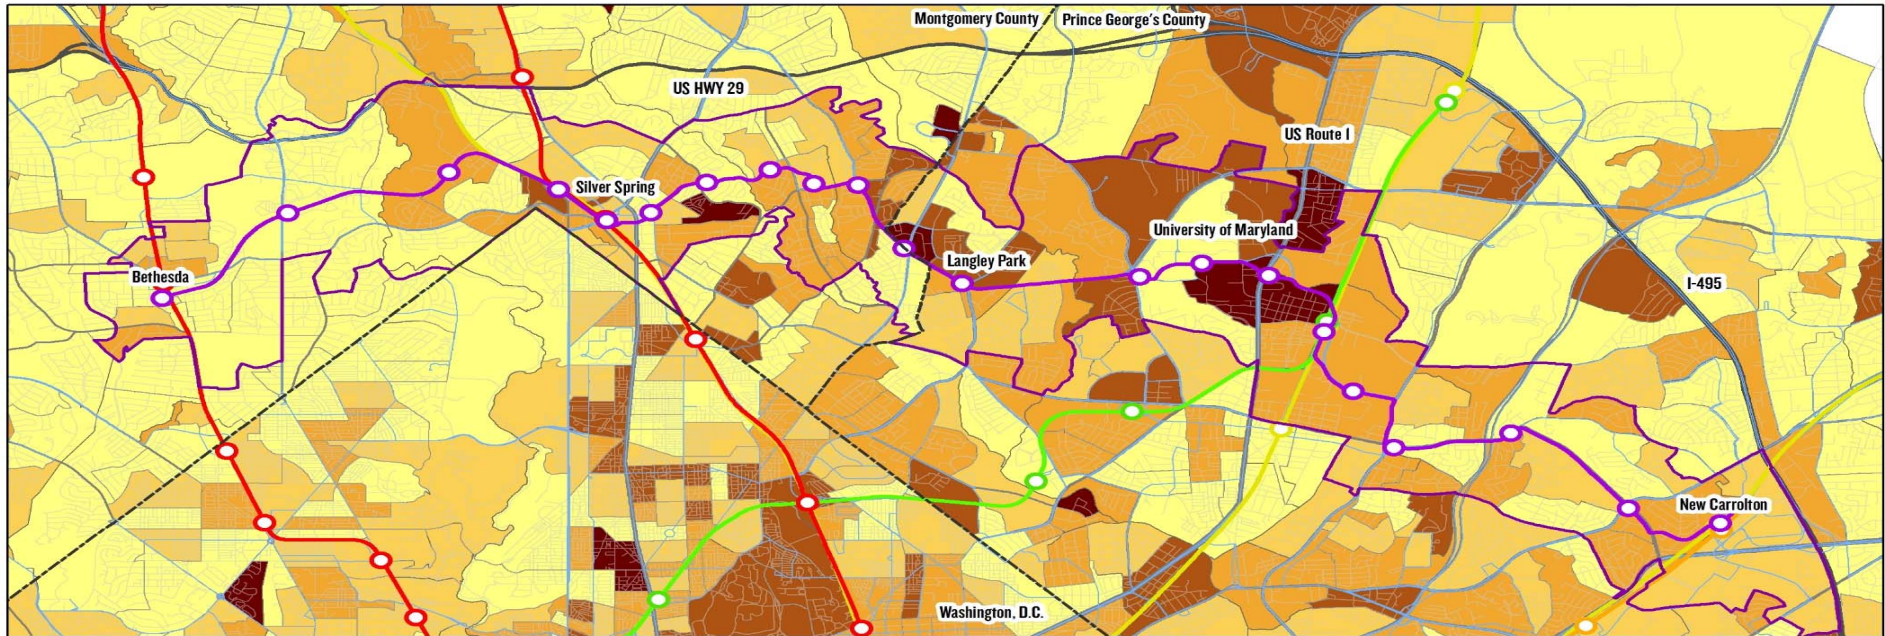 Montgomery County
Prince George's County
US HWY 29
US Route 1
Silver Spring
University of Maryland
Langley Park
Bethesda
I-495
New Carrolton
Washington, D.C.